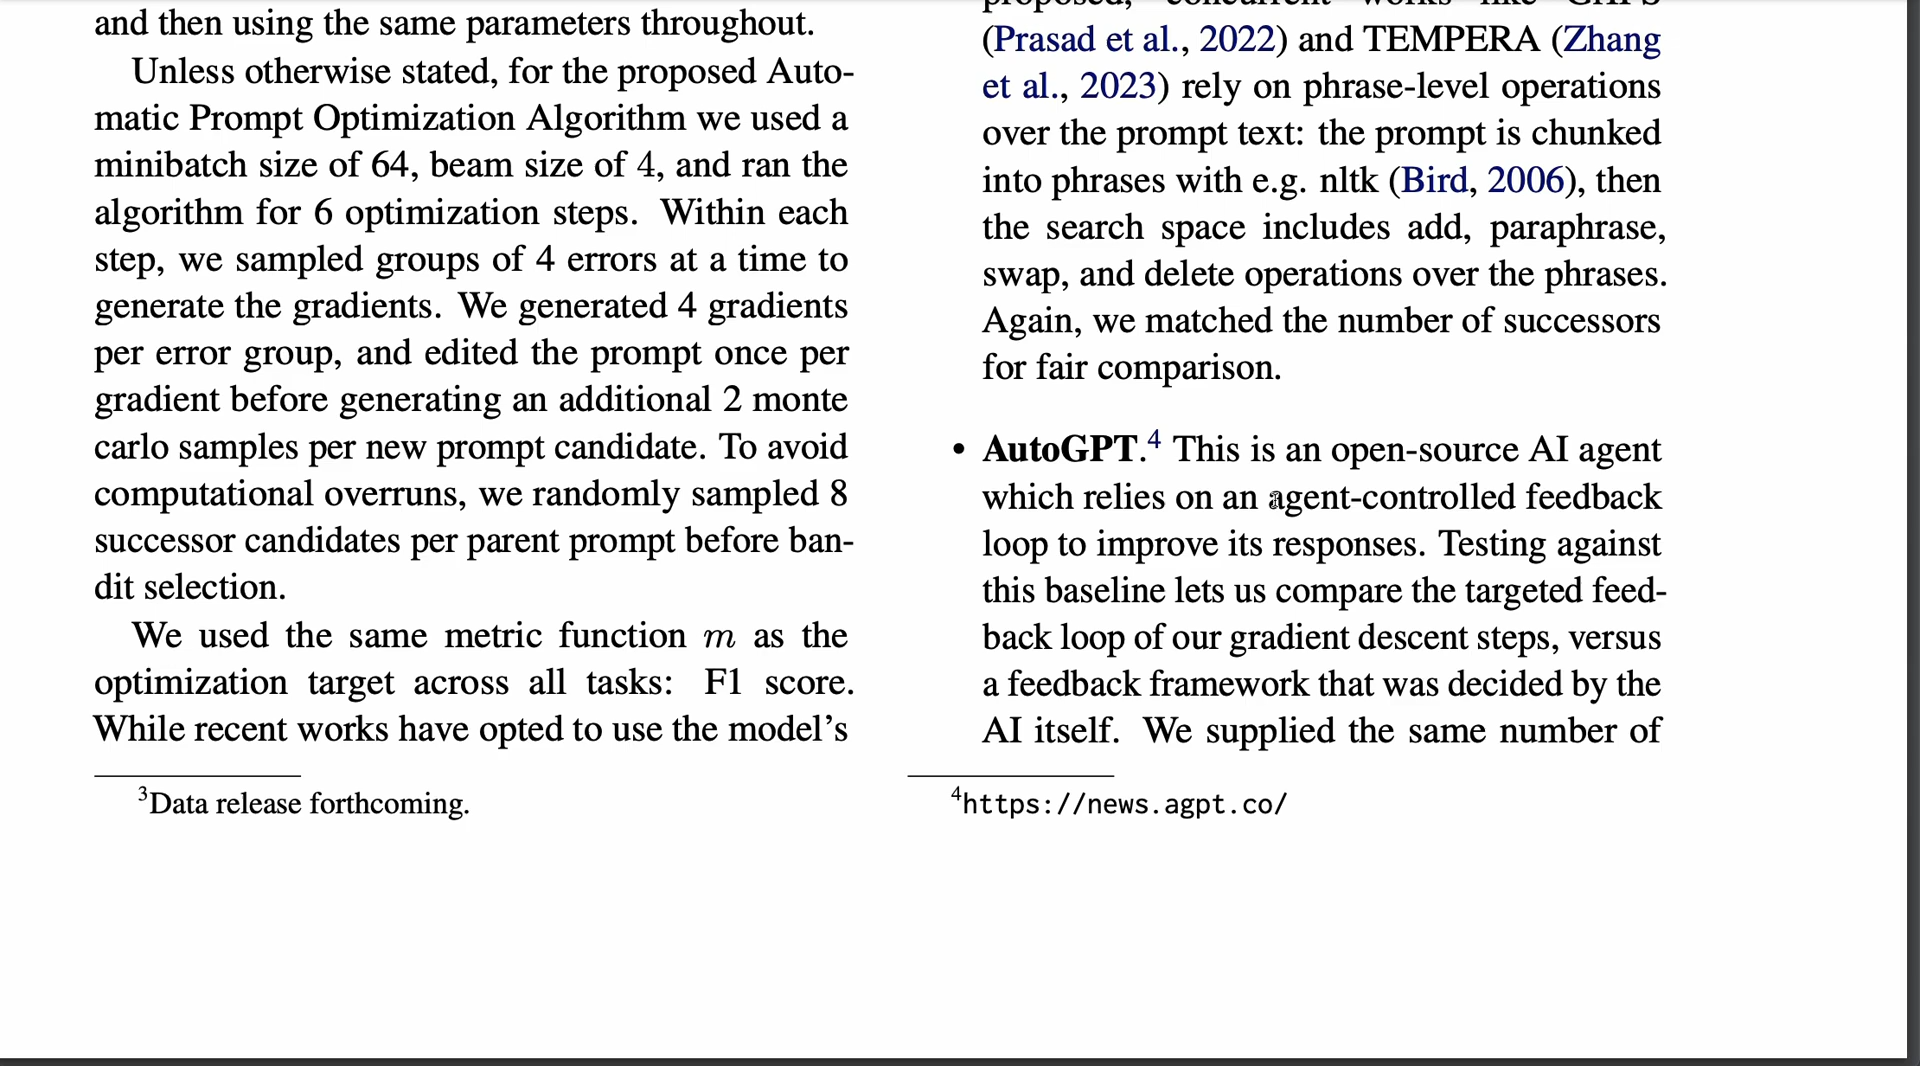 and then using the same parameters throughout.
Unless otherwise stated, for the proposed Auto-
matic Prompt Optimization Algorithm we used a
minibatch size of 64, beam size of 4, and ran the
algorithm for 6 optimization steps. Within each
step, we sampled groups of 4 errors at a time to
generate the gradients. We generated 4 gradients
per error group, and edited the prompt once per
gradient before generating an additional 2 monte
carlo samples per new prompt candidate. To avoid
computational overruns, we randomly sampled 8
successor candidates per parent prompt before ban-
dit selection.
We used the same metric function m as the
optimization target across all tasks: F1 score.
While recent works have opted to use the model's
3Data release forthcoming.
proposed, concurrent works like GRIPS
(Prasad et al., 2022) and TEMPERA (Zhang
et al., 2023) rely on phrase-level operations
over the prompt text: the prompt is chunked
into phrases with e.g. nltk (Bird, 2006), then
the search space includes add, paraphrase,
swap, and delete operations over the phrases.
Again, we matched the number of successors
for fair comparison.
• AutoGPT.4 This is an open-source AI agent
which relies on an agent-controlled feedback
loop to improve its responses. Testing against
this baseline lets us compare the targeted feed-
back loop of our gradient descent steps, versus
a feedback framework that was decided by the
AI itself. We supplied the same number of
4https://news.agpt.co/